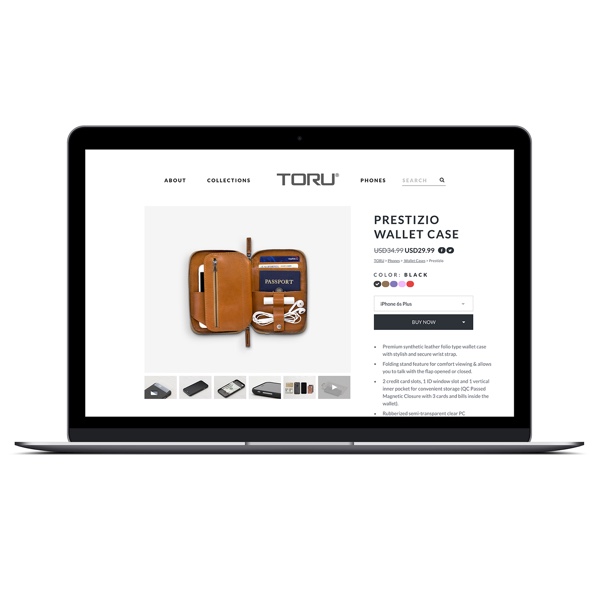 ABOUT
COLLECTIONS
TORU®
PHONES
SEARCH
PRESTIZIO
WALLET CASE
USD34.99 USD29.99
TORU > Phones > Wallet Cases > Prestizio
COLOR: BLACK
iPhone 6s Plus
BUY NOW
PASSPORT
• Premium synthetic leather folio type wallet case
with stylish and secure wrist strap.
• Folding stand feature for comfort viewing & allows
you to talk with the flap opened or closed.
• 2 credit card slots, 1 ID window slot and 1 vertical
inner pocket for convenient storage (QC Passed
Magnetic Closure with 3 cards and bills inside the
wallet).
• Rubberized semi-transparent clear PC